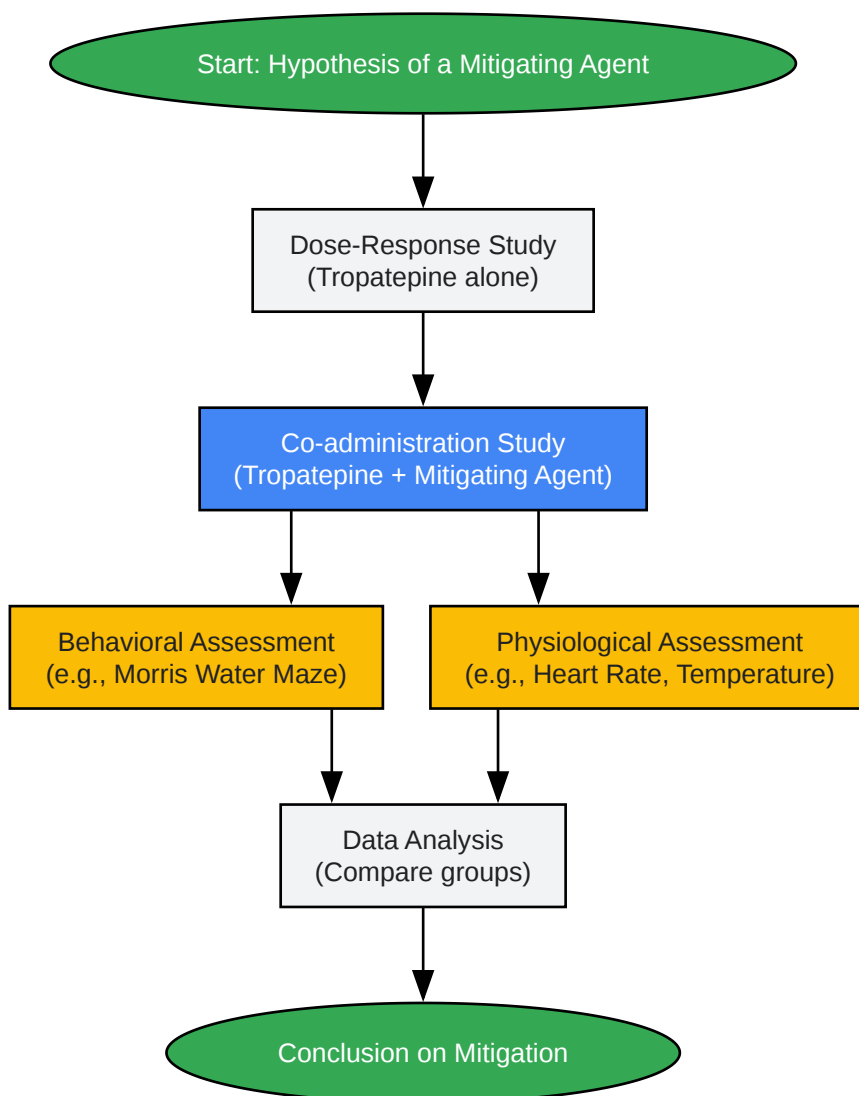 Start: Hypothesis of a Mitigating Agent
Dose-Response Study
(Tropatepine alone)
Co-administration Study
(Tropatepine + Mitigating Agent)
Behavioral Assessment
(e.g., Morris Water Maze)
Physiological Assessment
(e.g., Heart Rate, Temperature)
Data Analysis
(Compare groups)
Conclusion on Mitigation